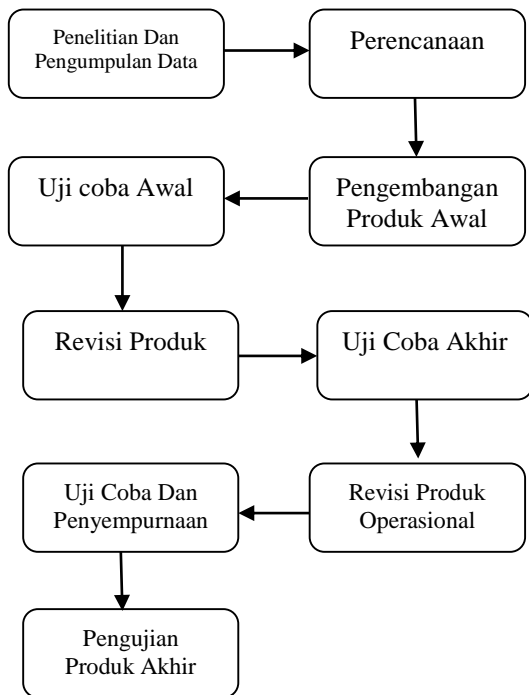 Penelitian Dan
Pengumpulan Data
Perencanaan
Pengembangan
Produk Awal
Uji coba Awal
Revisi Produk
Uji Coba Akhir
Revisi Produk
Operasional
Uji Coba Dan
Penyempurnaan
Pengujian
Produk Akhir